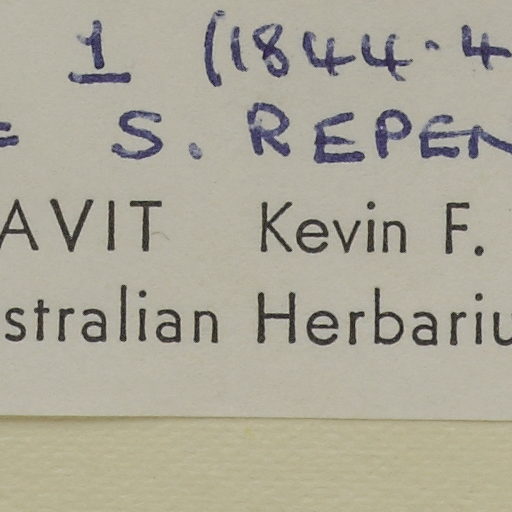 1 (1844.4
= S. REPEN
AVIT Kevin F.
stralian Herbariu